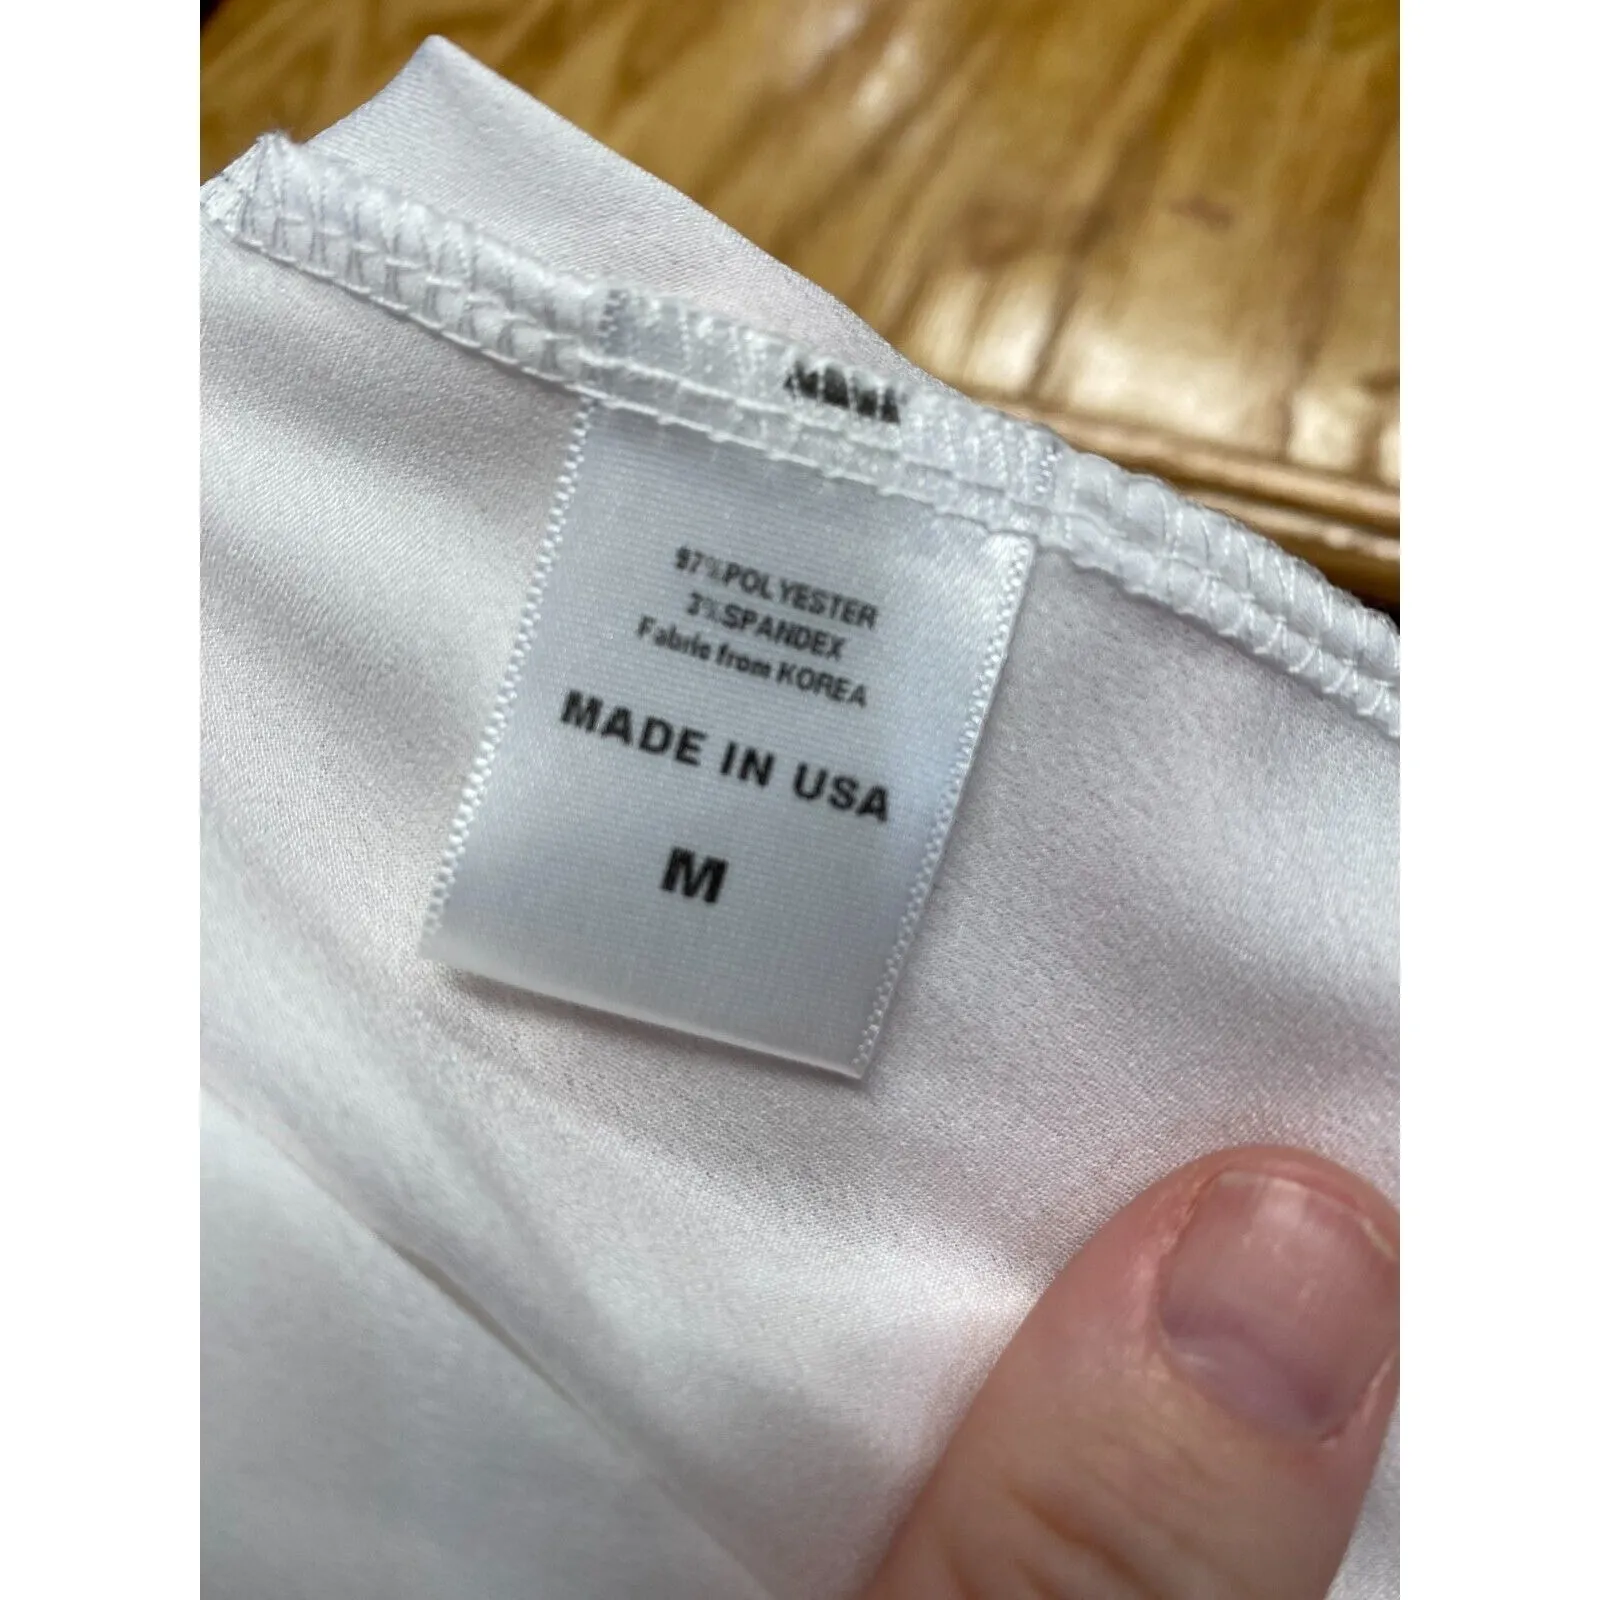 97%POLYESTER
3%SPANDEX
Fabric from KOREA
MADE IN USA
M